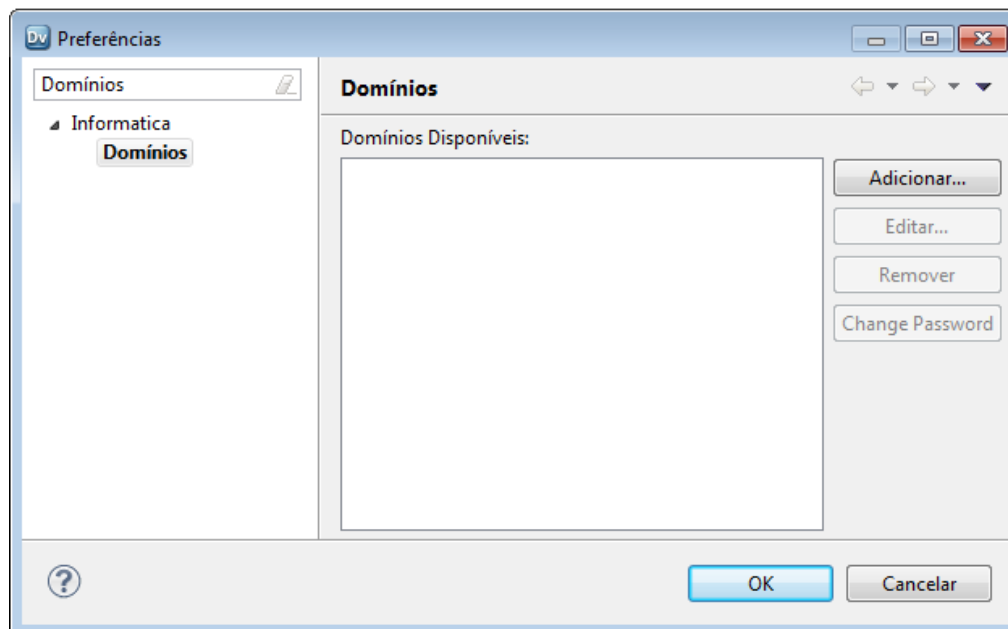 Dv Preferências
Domínios
Informatica
Domínios
Domínios
Domínios Disponíveis:
Adicionar...
Editar...
Remover
Change Password
?
OK
Cancelar